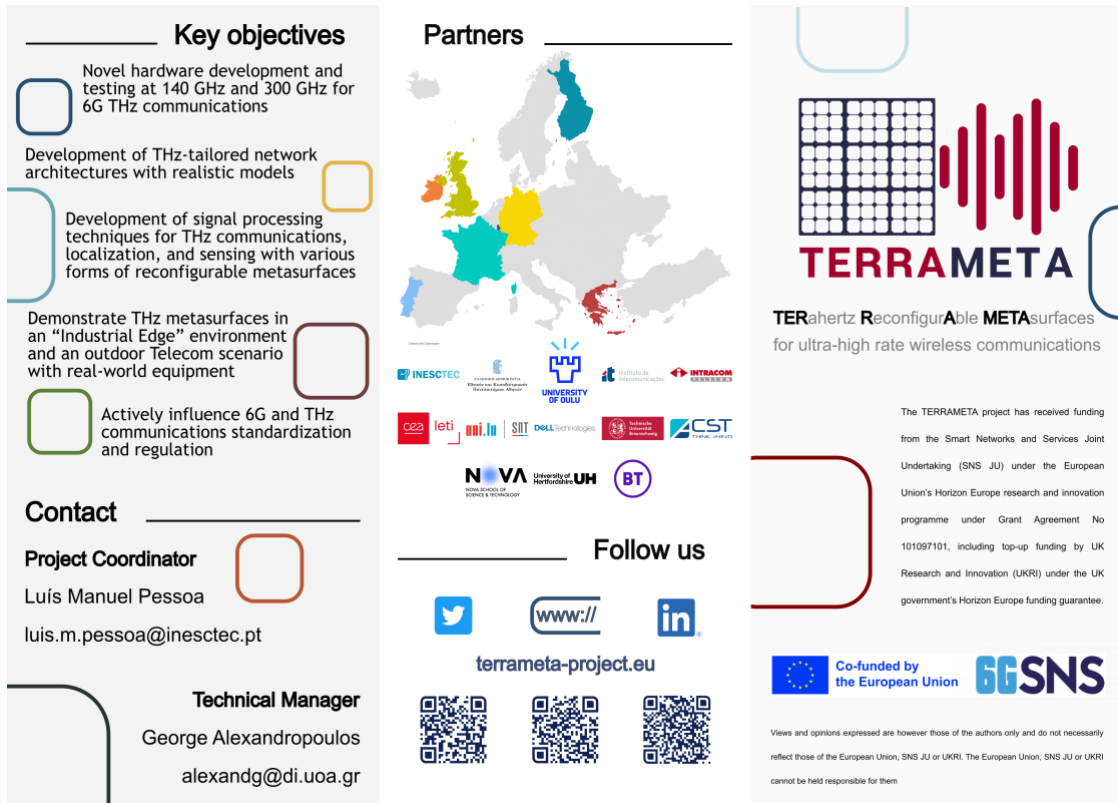 Key objectives
Novel hardware development and
testing at 140 GHz and 300 GHz for
6G THz communications
Development of THz-tailored network
architectures with realistic models
Development of signal processing
techniques for THz communications,
localization, and sensing with various
forms of reconfigurable metasurfaces
Demonstrate THz metasurfaces in
an “Industrial Edge” environment
and an outdoor Telecom scenario
with real-world equipment
Actively influence 6G and THz
communications standardization
and regulation
Contact
Project Coordinator
Luís Manuel Pessoa
luis.m.pessoa@inesctec.pt
Technical Manager
George Alexandropoulos
alexandg@di.uoa.gr
Partners
INESCTEC
ΕΛΛΗΝΙΚΗ ΔΗΜΟΚΡΑΤΙΑ
Εθνικόν και Καποδιστριακόν
Πανεπιστήμιον Αθηνών
UNIVERSITY
OF OULU
it instituto de
telecomunicações
INTRACOM
TELECOM
cea
leti
uni.lu
SNT
DELLTechnologies
Technische
Universität
Braunschweig
CST
THINK AHEAD
NOVA
NOVA SCHOOL OF
SCIENCE & TECHNOLOGY
University of
Hertfordshire UH
BT
Follow us
www://
in
terrameta-project.eu
TERRAMETA
TERahertz ReconfigurAble METAsurfaces
for ultra-high rate wireless communications
The TERRAMETA project has received funding
from the Smart Networks and Services Joint
Undertaking (SNS JU) under the European
Union’s Horizon Europe research and innovation
programme under Grant Agreement No
101097101, including top-up funding by UK
Research and Innovation (UKRI) under the UK
government’s Horizon Europe funding guarantee.
Co-funded by
the European Union
6GSNS
Views and opinions expressed are however those of the authors only and do not necessarily
reflect those of the European Union, SNS JU or UKRI. The European Union, SNS JU or UKRI
cannot be held responsible for them